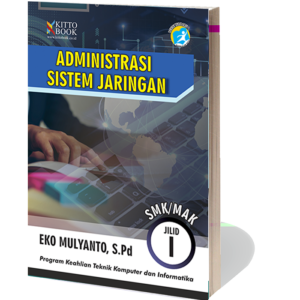 KITTO
BOOK
ADMINISTRASI
SISTEM JARINGAN
SMK/MAK
JILID
I
EKO MULYANTO, S.Pd
Program Keahlian Teknik Komputer dan Informatika